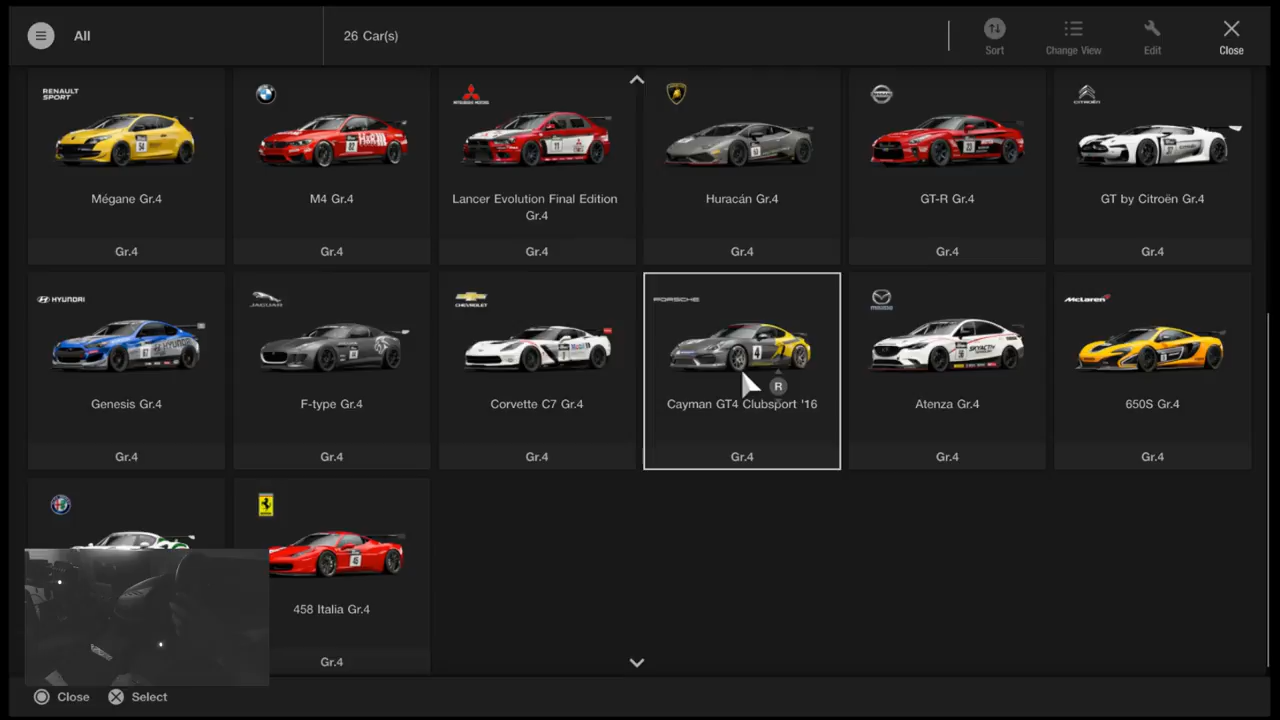 All
26 Car(s)
Sort
Change View
Edit
Close
RENAULT
SPORT
MITSUBISHI MOTORS
CITROËN
Mégane Gr.4
M4 Gr.4
Lancer Evolution Final Edition
Gr.4
Huracán Gr.4
GT-R Gr.4
GT by Citroën Gr.4
Gr.4
Gr.4
Gr.4
Gr.4
Gr.4
Gr.4
HYUNDAI
JAGUAR
CHEVROLET
PORSCHE
mazda
McLaren
R
Genesis Gr.4
F-type Gr.4
Corvette C7 Gr.4
Cayman GT4 Clubsport '16
Atenza Gr.4
650S Gr.4
Gr.4
Gr.4
Gr.4
Gr.4
Gr.4
Gr.4
458 Italia Gr.4
Gr.4
Close
Select